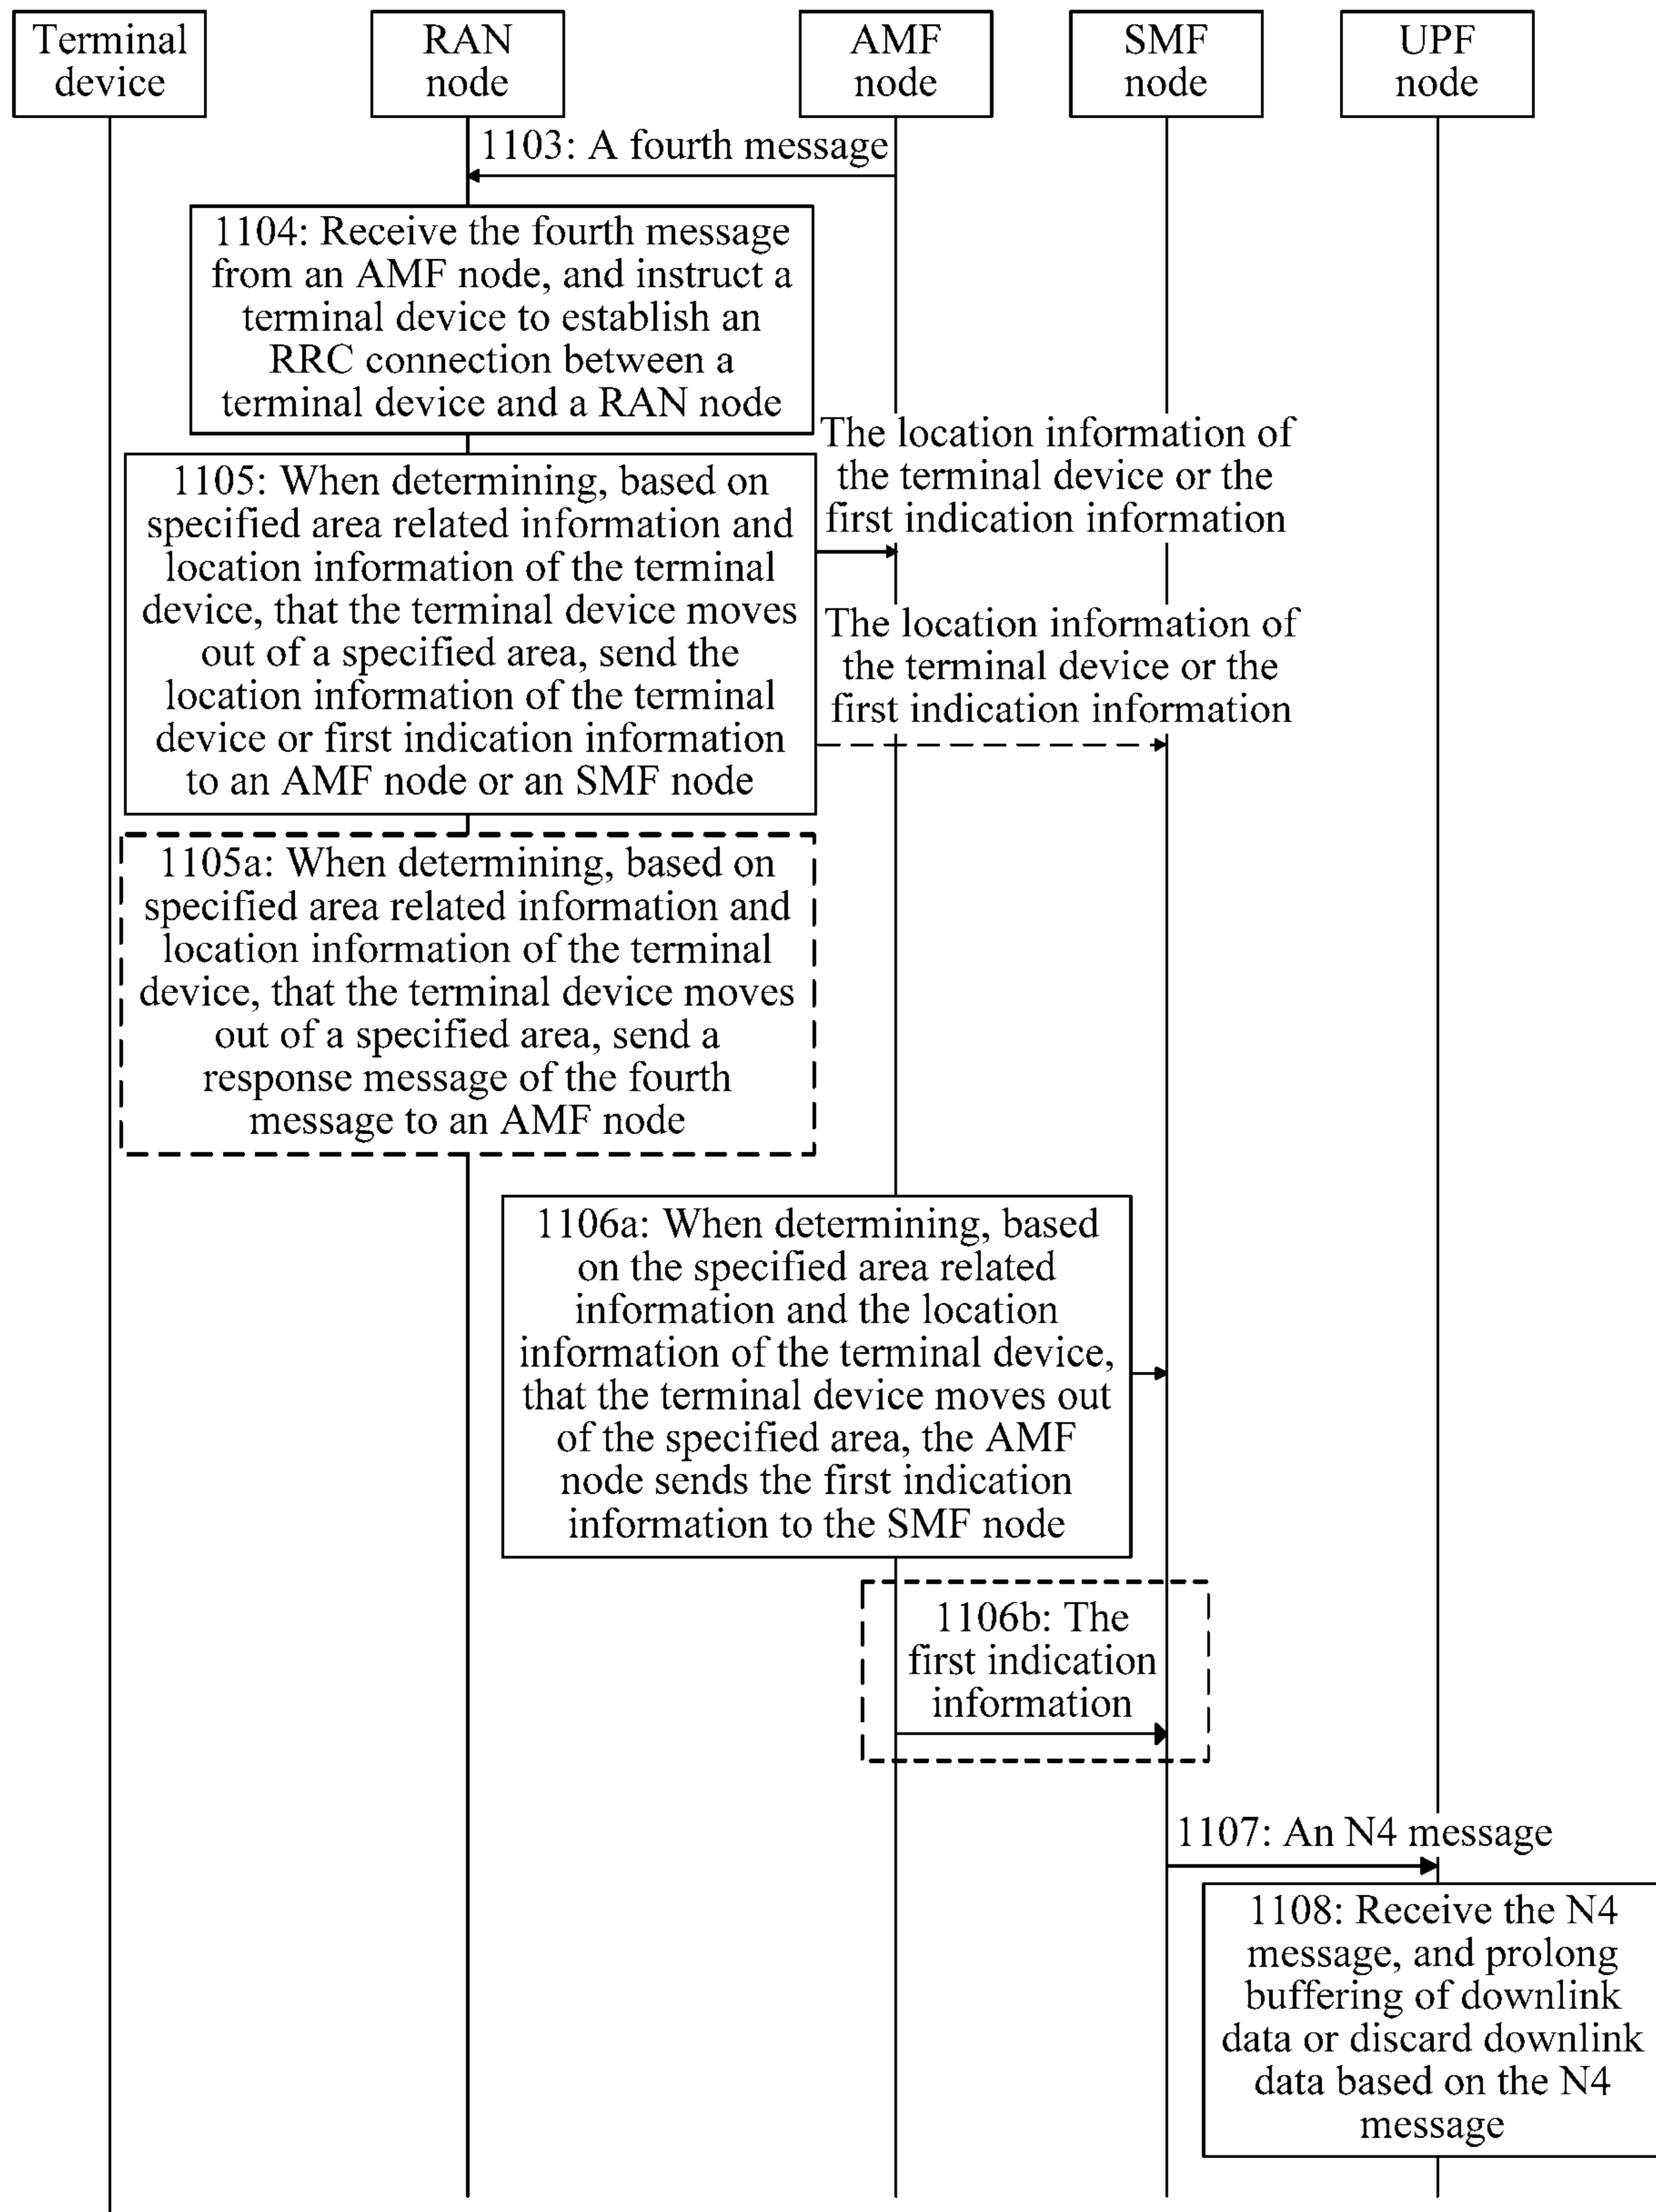 Terminal
device
RAN
node
AMF
node
SMF
node
UPF
node
1103: A fourth message
1104: Receive the fourth message
from an AMF node, and instruct a
terminal device to establish an
RRC connection between a
terminal device and a RAN node
The location information of
the terminal device or the
first indication information
1105: When determining, based on
specified area related information and
location information of the terminal
device, that the terminal device moves
out of a specified area, send the
location information of the terminal
device or first indication information
to an AMF node or an SMF node
The location information of
the terminal device or the
first indication information
1105a: When determining, based on
specified area related information and
location information of the terminal
device, that the terminal device moves
out of a specified area, send a
response message of the fourth
message to an AMF node
1106a: When determining, based
on the specified area related
information and the location
information of the terminal device,
that the terminal device moves out
of the specified area, the AMF
node sends the first indication
information to the SMF node
1106b: The
first indication
information
1107: An N4 message
1108: Receive the N4
message, and prolong
buffering of downlink
data or discard downlink
data based on the N4
message